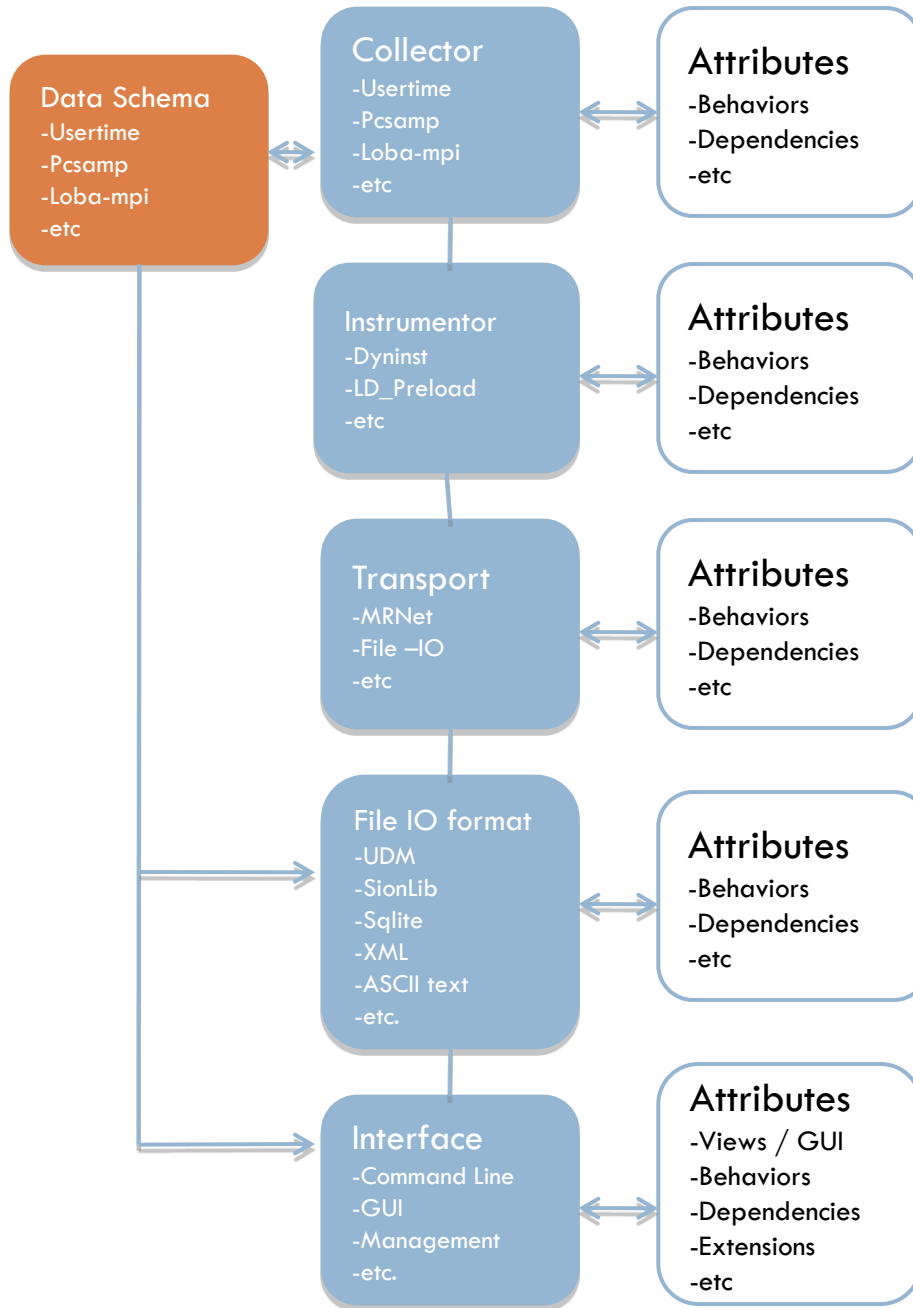 Data Schema
-Usertime
-Pcsamp
-Loba-mpi
-etc
Collector
-Usertime
-Pcsamp
-Loba-mpi
-etc
Attributes
-Behaviors
-Dependencies
-etc
Instrumentor
-Dyninst
-LD_Preload
-etc
Attributes
-Behaviors
-Dependencies
-etc
Transport
-MRNet
-File –IO
-etc
Attributes
-Behaviors
-Dependencies
-etc
File IO format
-UDM
-SionLib
-Sqlite
-XML
-ASCII text
-etc.
Attributes
-Behaviors
-Dependencies
-etc
Interface
-Command Line
-GUI
-Management
-etc.
Attributes
-Views / GUI
-Behaviors
-Dependencies
-Extensions
-etc